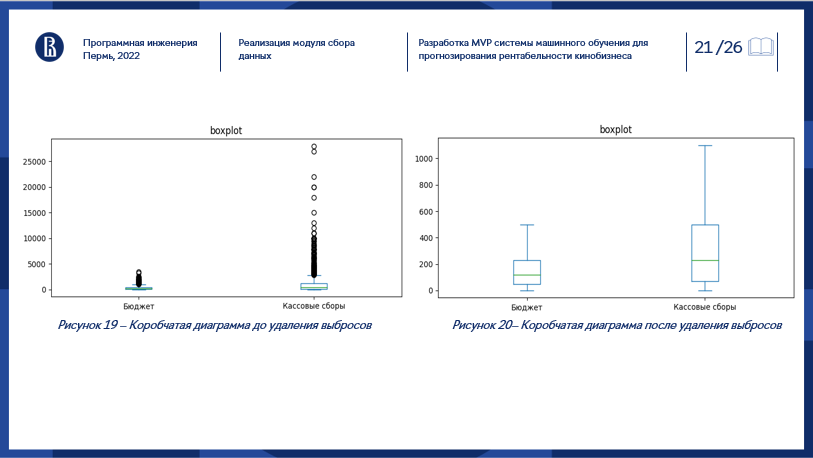 Программная инженерия
Пермь, 2022
Реализация модуля сбора
данных
Разработка MVP системы машинного обучения для
прогнозирования рентабельности кинобизнеса
21 /26
boxplot
25000
20000
15000
10000
5000
0
Бюджет
Кассовые сборы
Рисунок 19 – Коробчатая диаграмма до удаления выбросов
boxplot
1000
800
600
400
200
0
Бюджет
Кассовые сборы
Рисунок 20– Коробчатая диаграмма после удаления выбросов